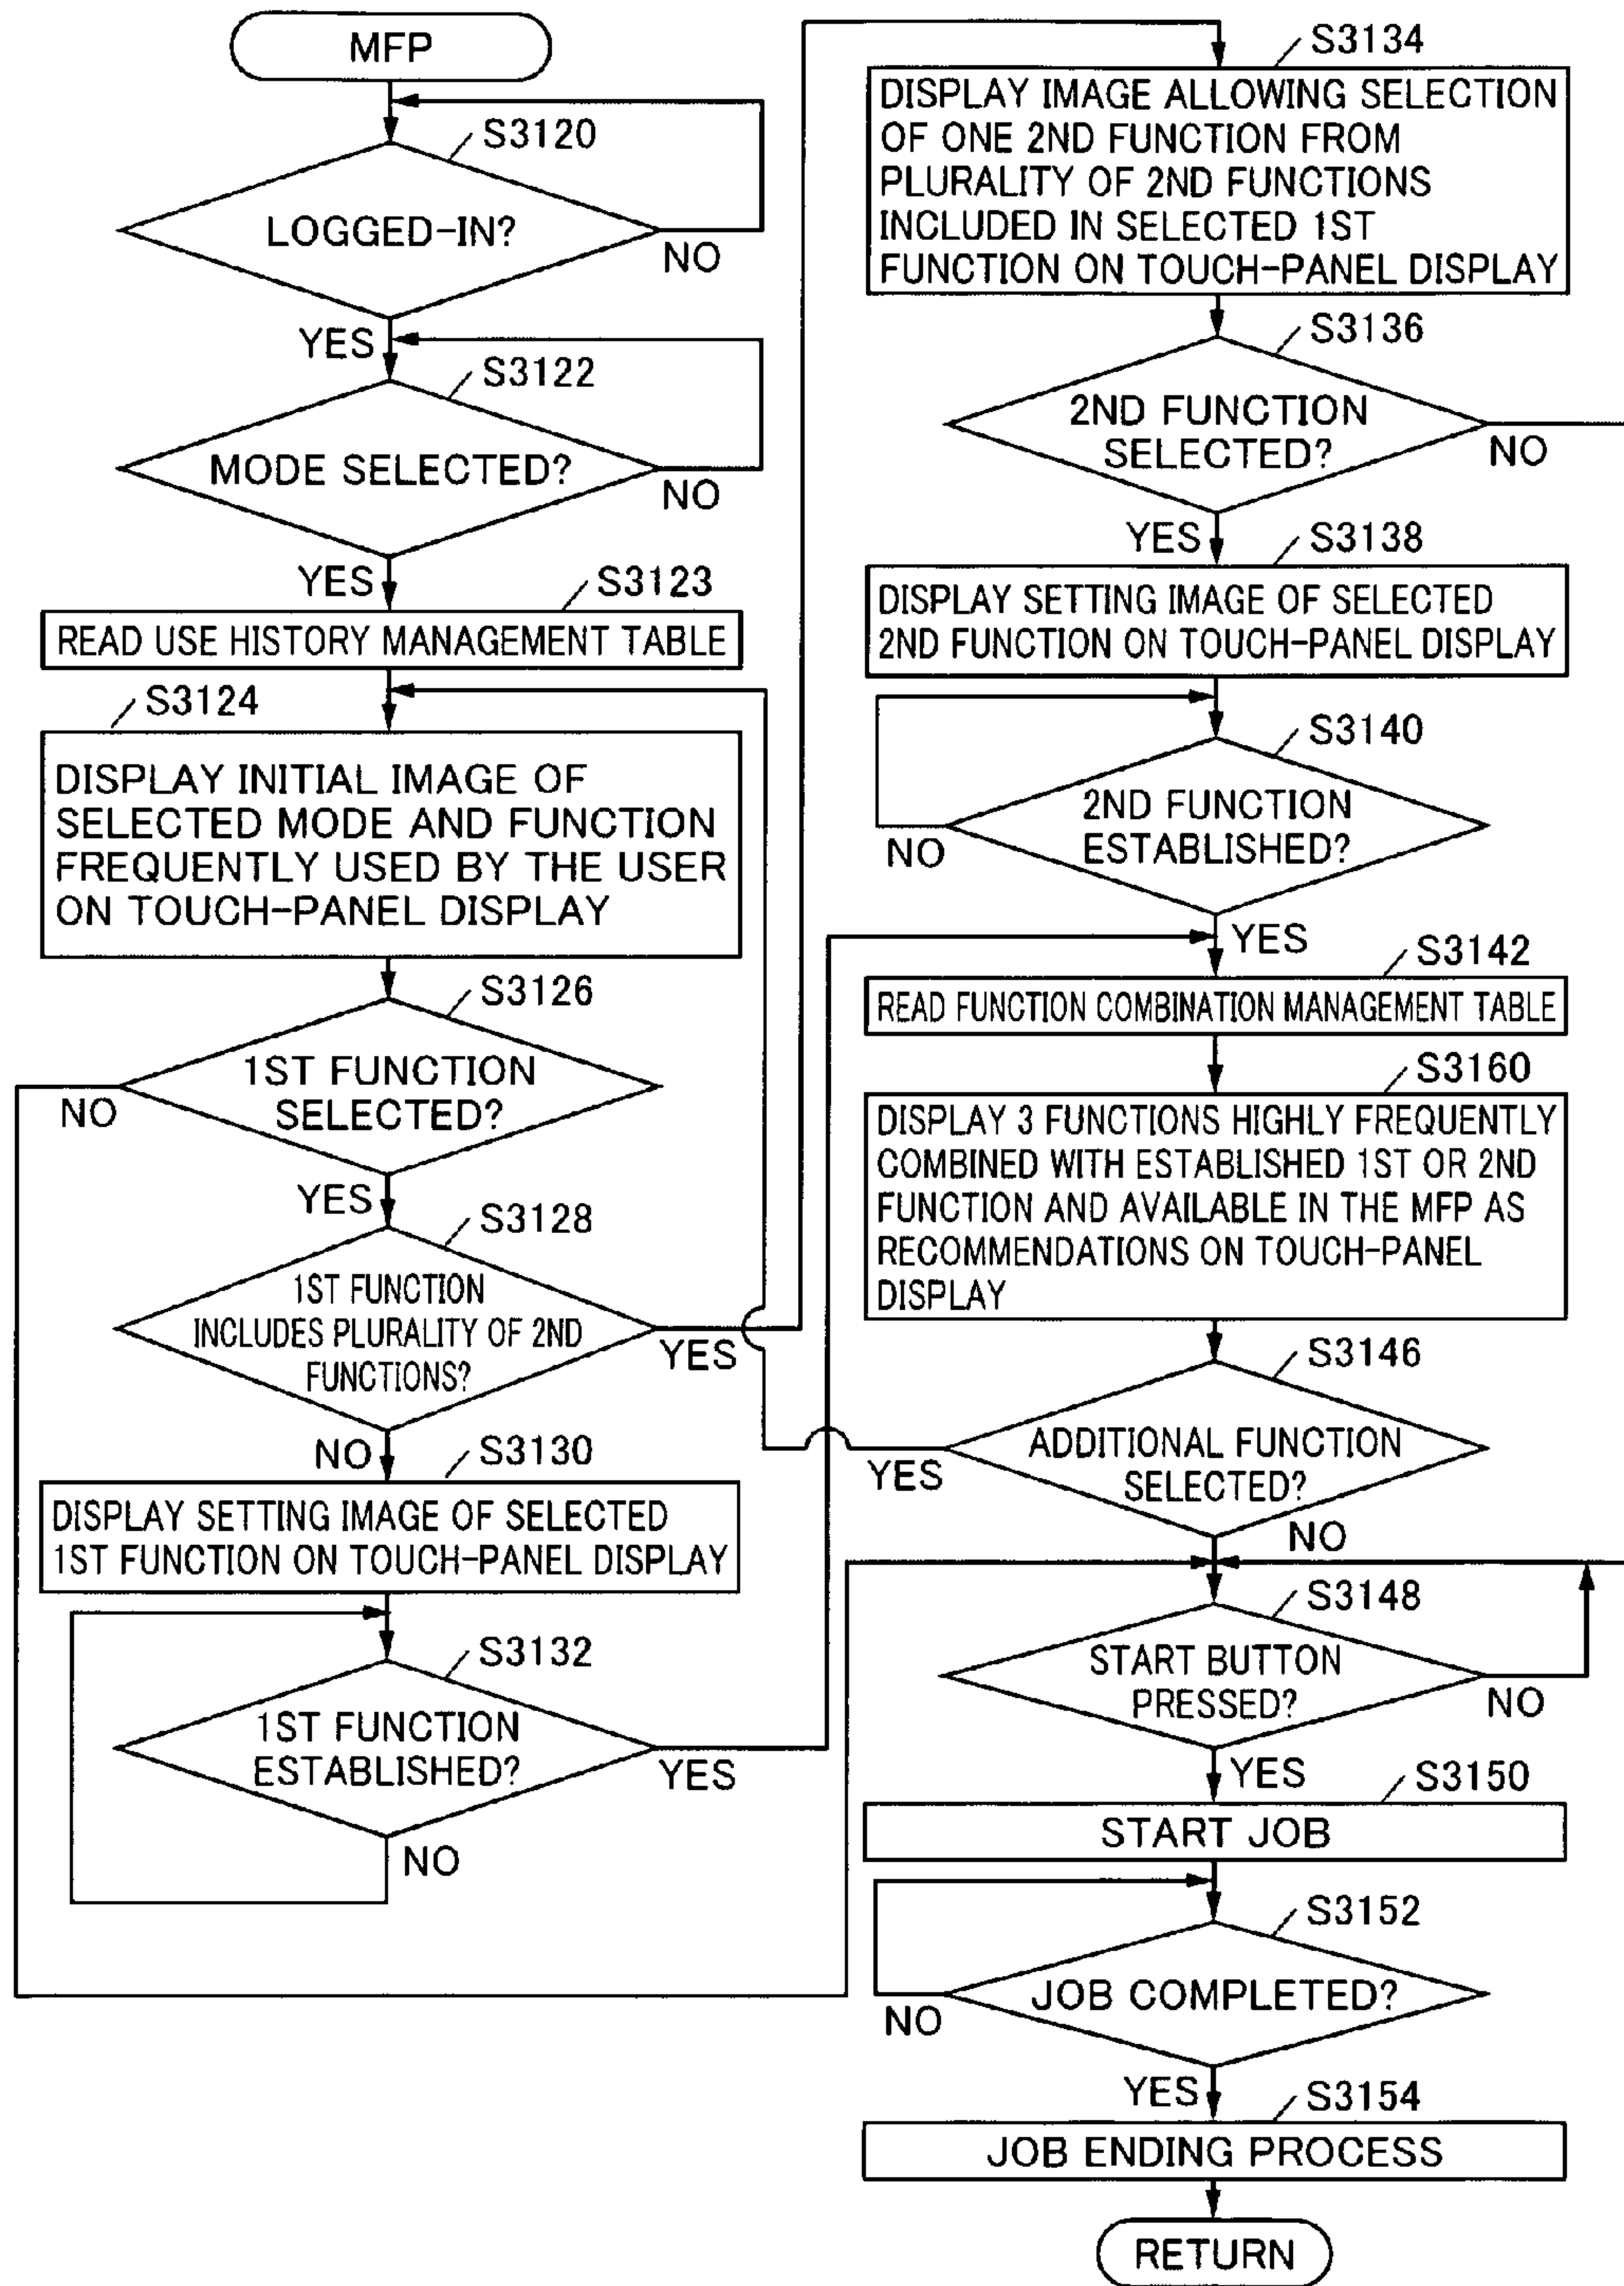 MFP
S3120
LOGGED-IN?
NO
YES
S3122
MODE SELECTED?
NO
YES
S3123
READ USE HISTORY MANAGEMENT TABLE
S3124
DISPLAY INITIAL IMAGE OF
SELECTED MODE AND FUNCTION
FREQUENTLY USED BY THE USER
ON TOUCH-PANEL DISPLAY
S3126
1ST FUNCTION
SELECTED?
NO
YES
S3128
1ST FUNCTION
INCLUDES PLURALITY OF 2ND
FUNCTIONS?
YES
NO
S3130
DISPLAY SETTING IMAGE OF SELECTED
1ST FUNCTION ON TOUCH-PANEL DISPLAY
S3132
1ST FUNCTION
ESTABLISHED?
YES
NO
S3134
DISPLAY IMAGE ALLOWING SELECTION
OF ONE 2ND FUNCTION FROM
PLURALITY OF 2ND FUNCTIONS
INCLUDED IN SELECTED 1ST
FUNCTION ON TOUCH-PANEL DISPLAY
S3136
2ND FUNCTION
SELECTED?
NO
YES
S3138
DISPLAY SETTING IMAGE OF SELECTED
2ND FUNCTION ON TOUCH-PANEL DISPLAY
S3140
2ND FUNCTION
ESTABLISHED?
NO
YES
S3142
READ FUNCTION COMBINATION MANAGEMENT TABLE
S3160
DISPLAY 3 FUNCTIONS HIGHLY FREQUENTLY
COMBINED WITH ESTABLISHED 1ST OR 2ND
FUNCTION AND AVAILABLE IN THE MFP AS
RECOMMENDATIONS ON TOUCH-PANEL
DISPLAY
S3146
ADDITIONAL FUNCTION
SELECTED?
YES
NO
S3148
START BUTTON
PRESSED?
NO
YES
S3150
START JOB
S3152
JOB COMPLETED?
NO
YES
S3154
JOB ENDING PROCESS
RETURN